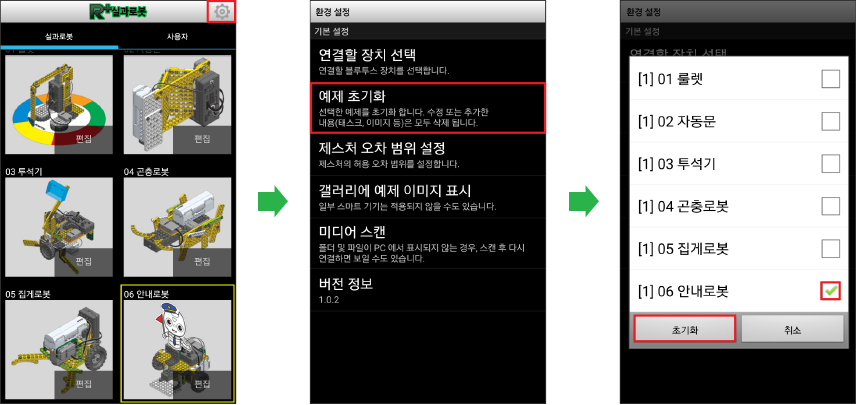 R+실과로봇
실과로봇
사용자
편집
편집
03 투석기
04 곤충로봇
편집
편집
05 집게로봇
06 안내로봇
편집
편집
환경 설정
기본 설정
연결할 장치 선택
연결할 블루투스 장치를 선택합니다.
예제 초기화
선택한 예제를 초기화 합니다. 수정 또는 추가한
내용(태스크, 이미지 등)은 모두 삭제 됩니다.
제스처 오차 범위 설정
제스처의 허용 오차 범위를 설정합니다.
갤러리에 예제 이미지 표시
일부 스마트 기기는 적용되지 않을 수도 있습니다.
미디어 스캔
폴더 및 파일이 PC 에서 표시되지 않는 경우, 스캔 후 다시
연결하면 보일 수도 있습니다.
버전 정보
1.0.2
환경 설정
기본 설정
연결할 장치 선택
[1] 01 룰렛
[1] 02 자동문
[1] 03 투석기
[1] 04 곤충로봇
[1] 05 집게로봇
[1] 06 안내로봇
초기화
취소